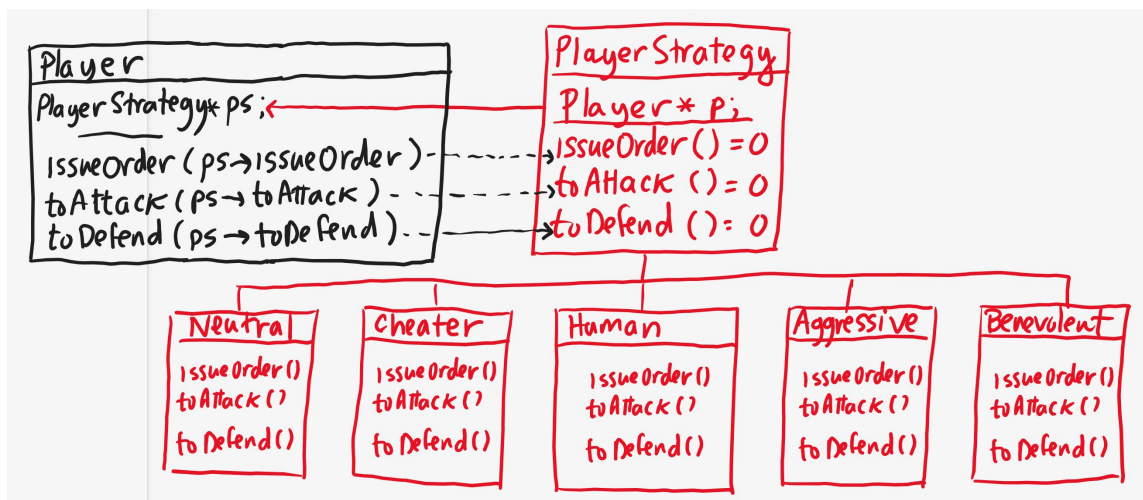 Player
PlayerStrategy* ps;
issueOrder (ps→issueOrder)
toAttack (ps→toAttack)
toDefend (ps→toDefend)
PlayerStrategy
Player* p;
issueOrder () = 0
toAttack () = 0
toDefend () = 0
Neutral
issueOrder()
toAttack()
toDefend()
Cheater
issueOrder()
toAttack()
toDefend()
Human
issueOrder()
toAttack()
toDefend()
Aggressive
issueOrder()
toAttack()
toDefend()
Benevolent
issueOrder()
toAttack()
toDefend()